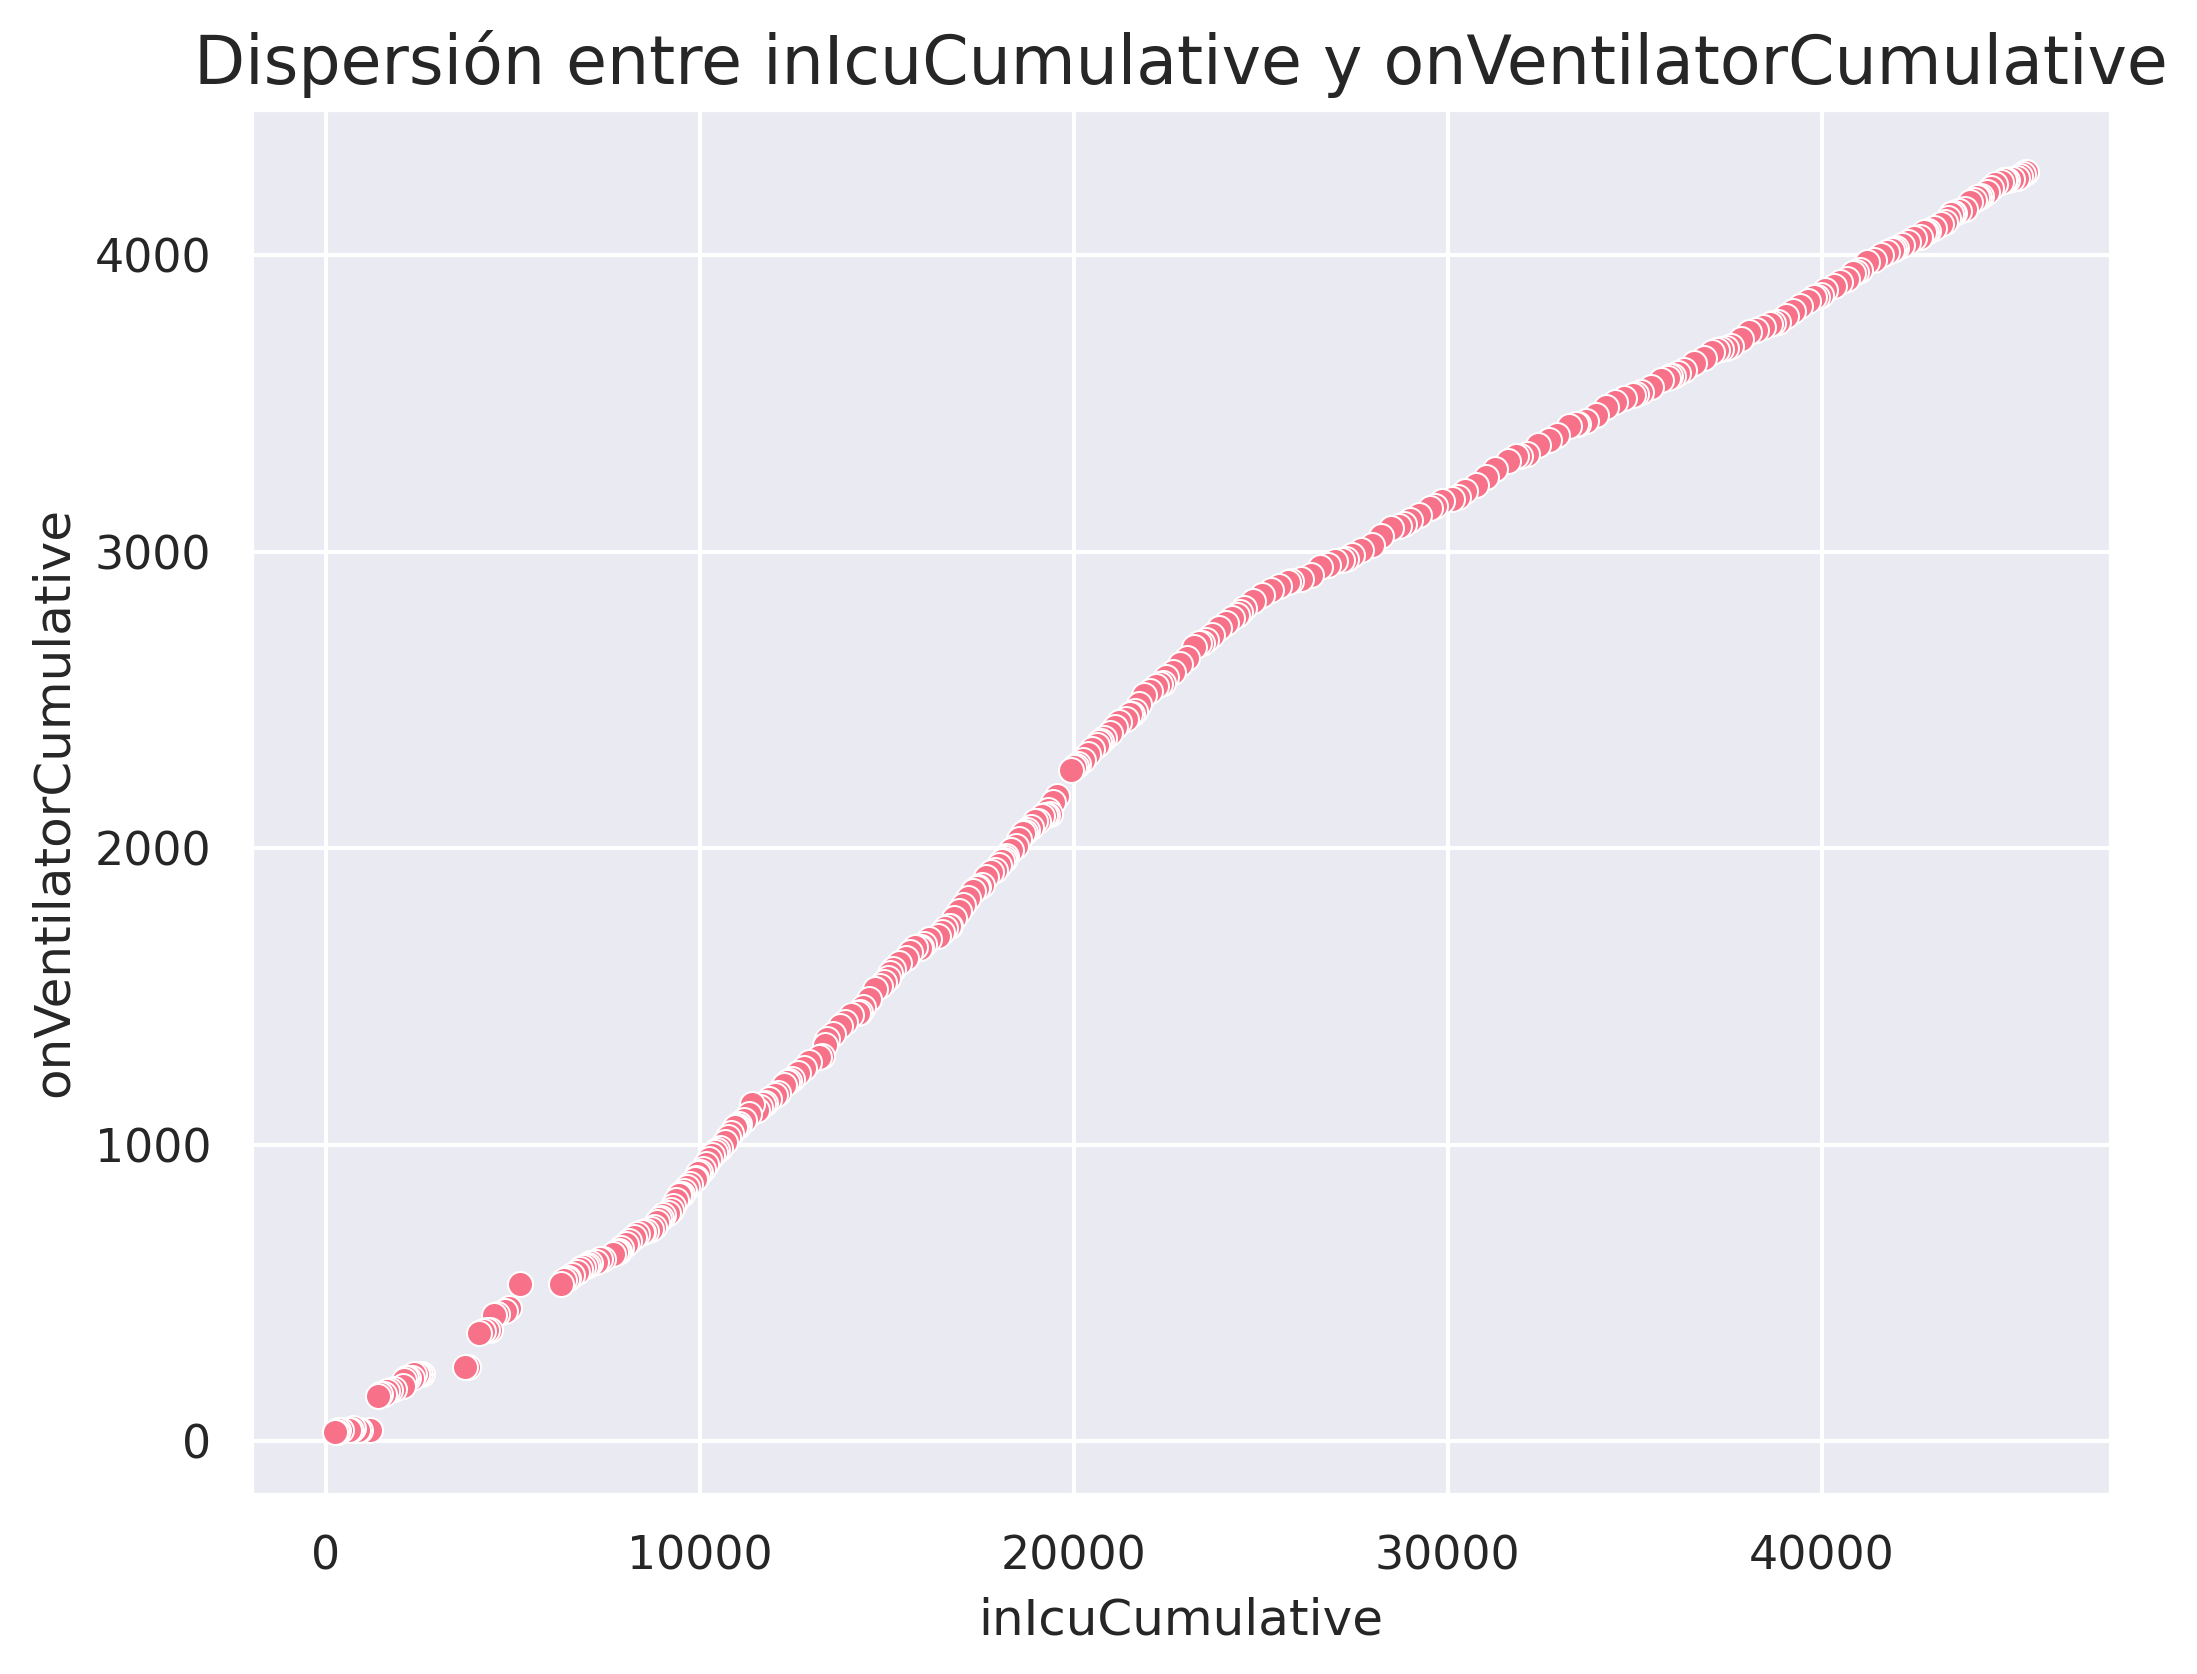 Dispersión entre inIcuCumulative y onVentilatorCumulative
onVentilatorCumulative
4000
3000
2000
1000
0
0 10000 20000 30000 40000
inIcuCumulative